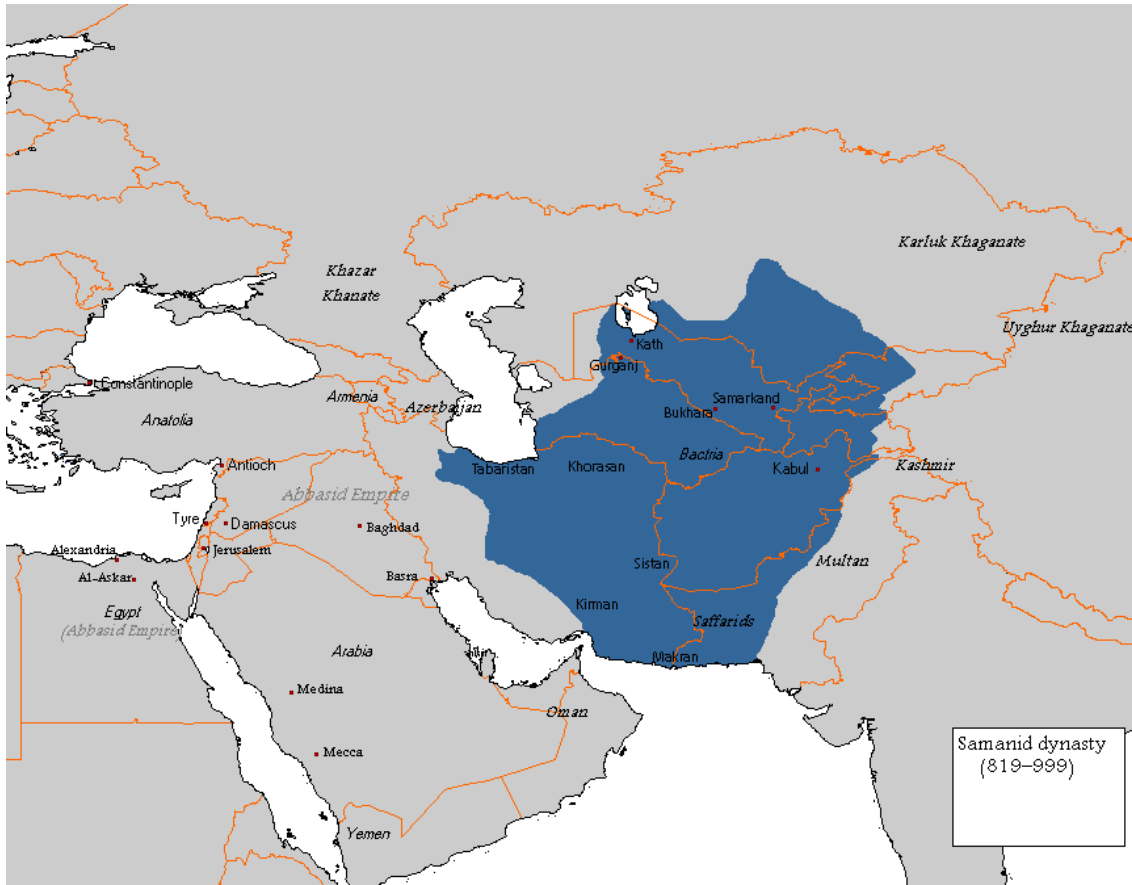 Karluk Khaganate
Khazar
Khanate
Uyghur Khaganate
Kath
Gurganj
Constantinople
Armenia
Azerbaijan
Samarkand
Bukhara
Anatolia
Bactria
Antioch
Tabaristan
Khorasan
Kabul
Kashmir
Abbasid Empire
Tyre
Damascus
Baghdad
Alexandria
Jerusalem
Multan
Sistan
Al-Askar
Basra
Egypt
(Abbasid Empire)
Kirman
Saffarids
Arabia
Makran
Medina
Oman
Mecca
Samanid dynasty
(819-999)
Yemen